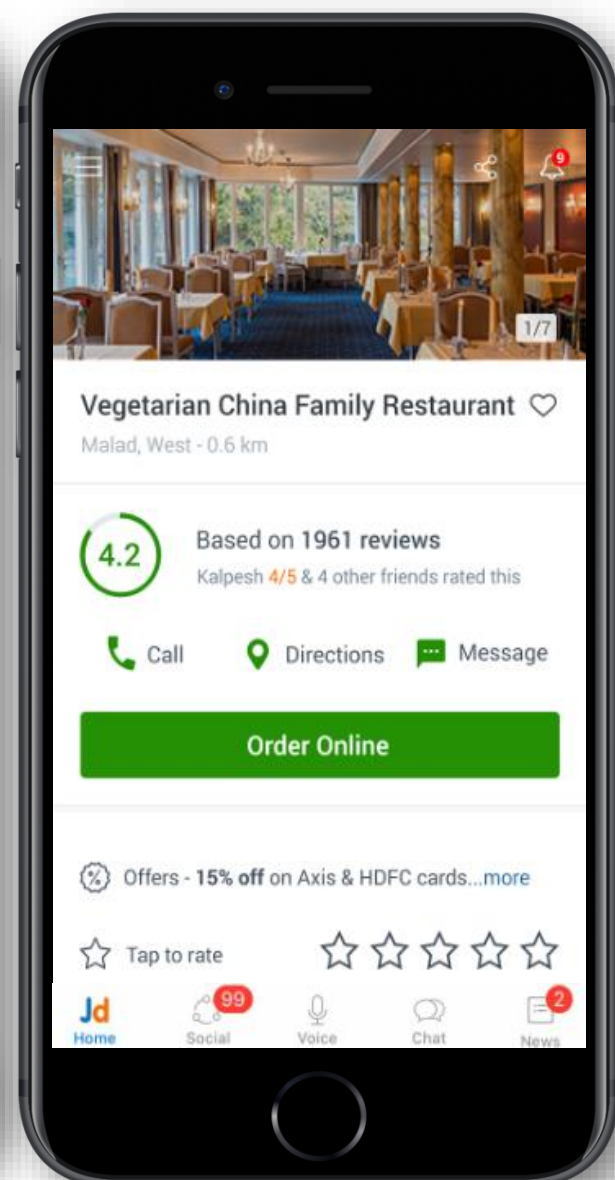 9
1/7
Vegetarian China Family Restaurant
Malad, West - 0.6 km
4.2
Based on 1961 reviews
Kalpesh 4/5 & 4 other friends rated this
Call Directions Message
Order Online
Offers - 15% off on Axis & HDFC cards...more
Tap to rate
Jd 99 2
Home Social Voice Chat News